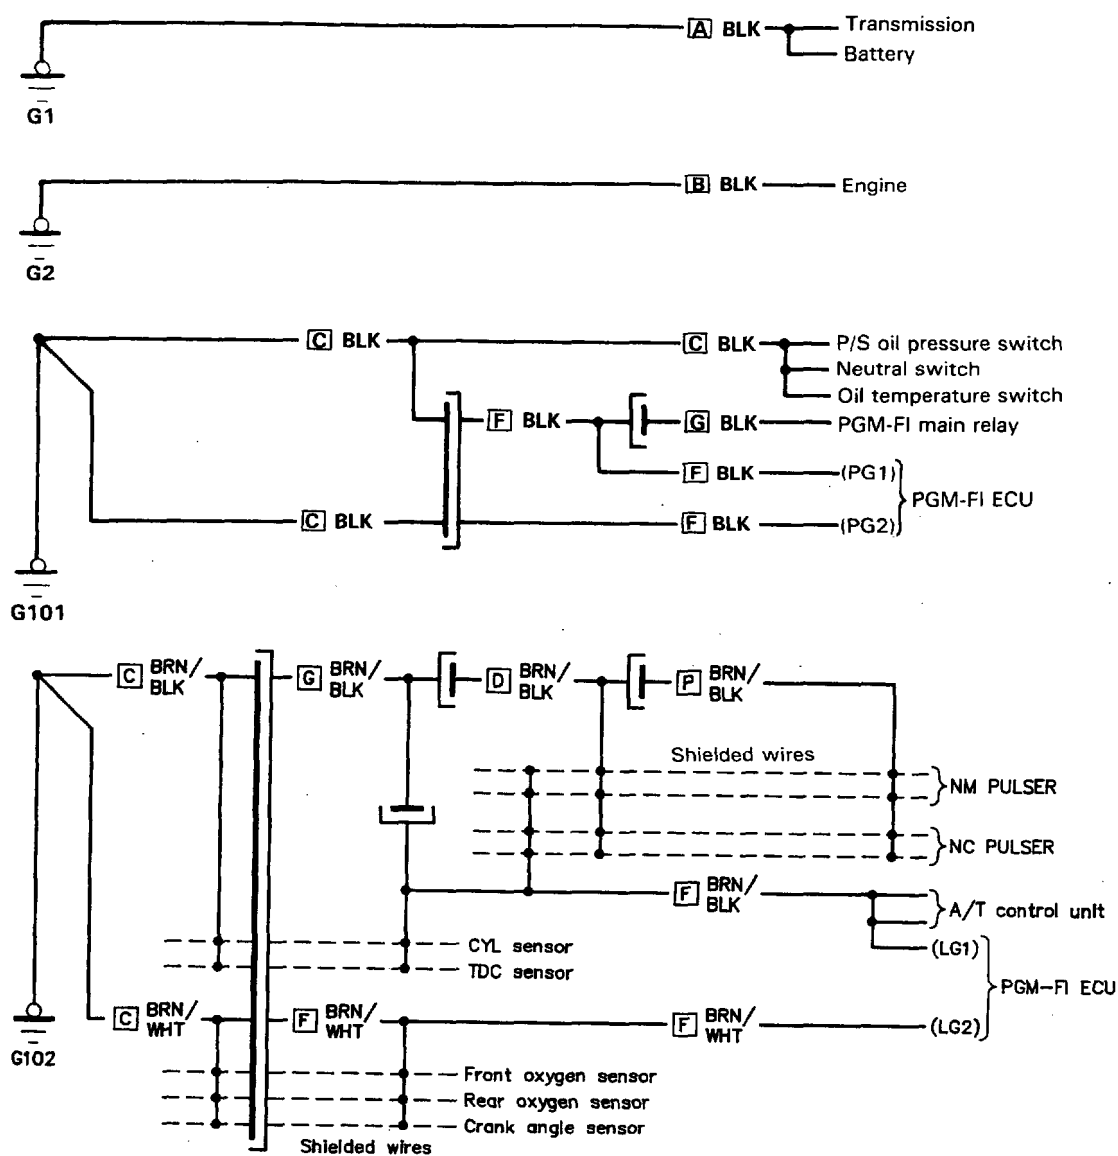 A BLK Transmission
Battery
G1
B BLK Engine
G2
C BLK C BLK P/S oil pressure switch
Neutral switch
Oil temperature switch
F BLK G BLK PGM-FI main relay
F BLK (PG1)
PGM-FI ECU
C BLK F BLK (PG2)
G101
C BRN/BLK G BRN/BLK D BRN/BLK P BRN/BLK
Shielded wires
NM PULSER
NC PULSER
F BRN/BLK
A/T control unit
CYL sensor (LG1)
TDC sensor
PGM-FI ECU
C BRN/WHT F BRN/WHT F BRN/WHT (LG2)
G102
Front oxygen sensor
Rear oxygen sensor
Crank angle sensor
Shielded wires